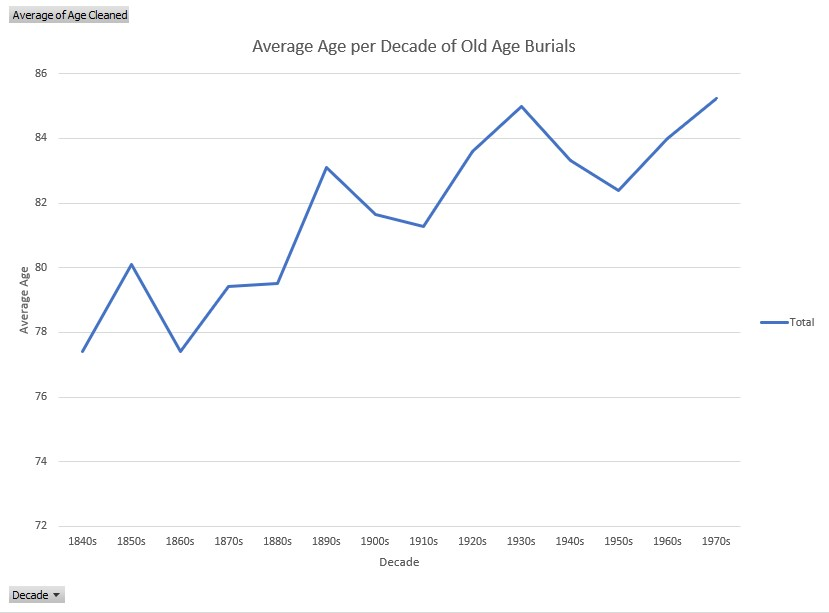 Average of Age Cleaned
Average Age per Decade of Old Age Burials
86
84
82
80
78
76
74
72
Average Age
1840s 1850s 1860s 1870s 1880s 1890s 1900s 1910s 1920s 1930s 1940s 1950s 1960s 1970s
Decade
Total
Decade